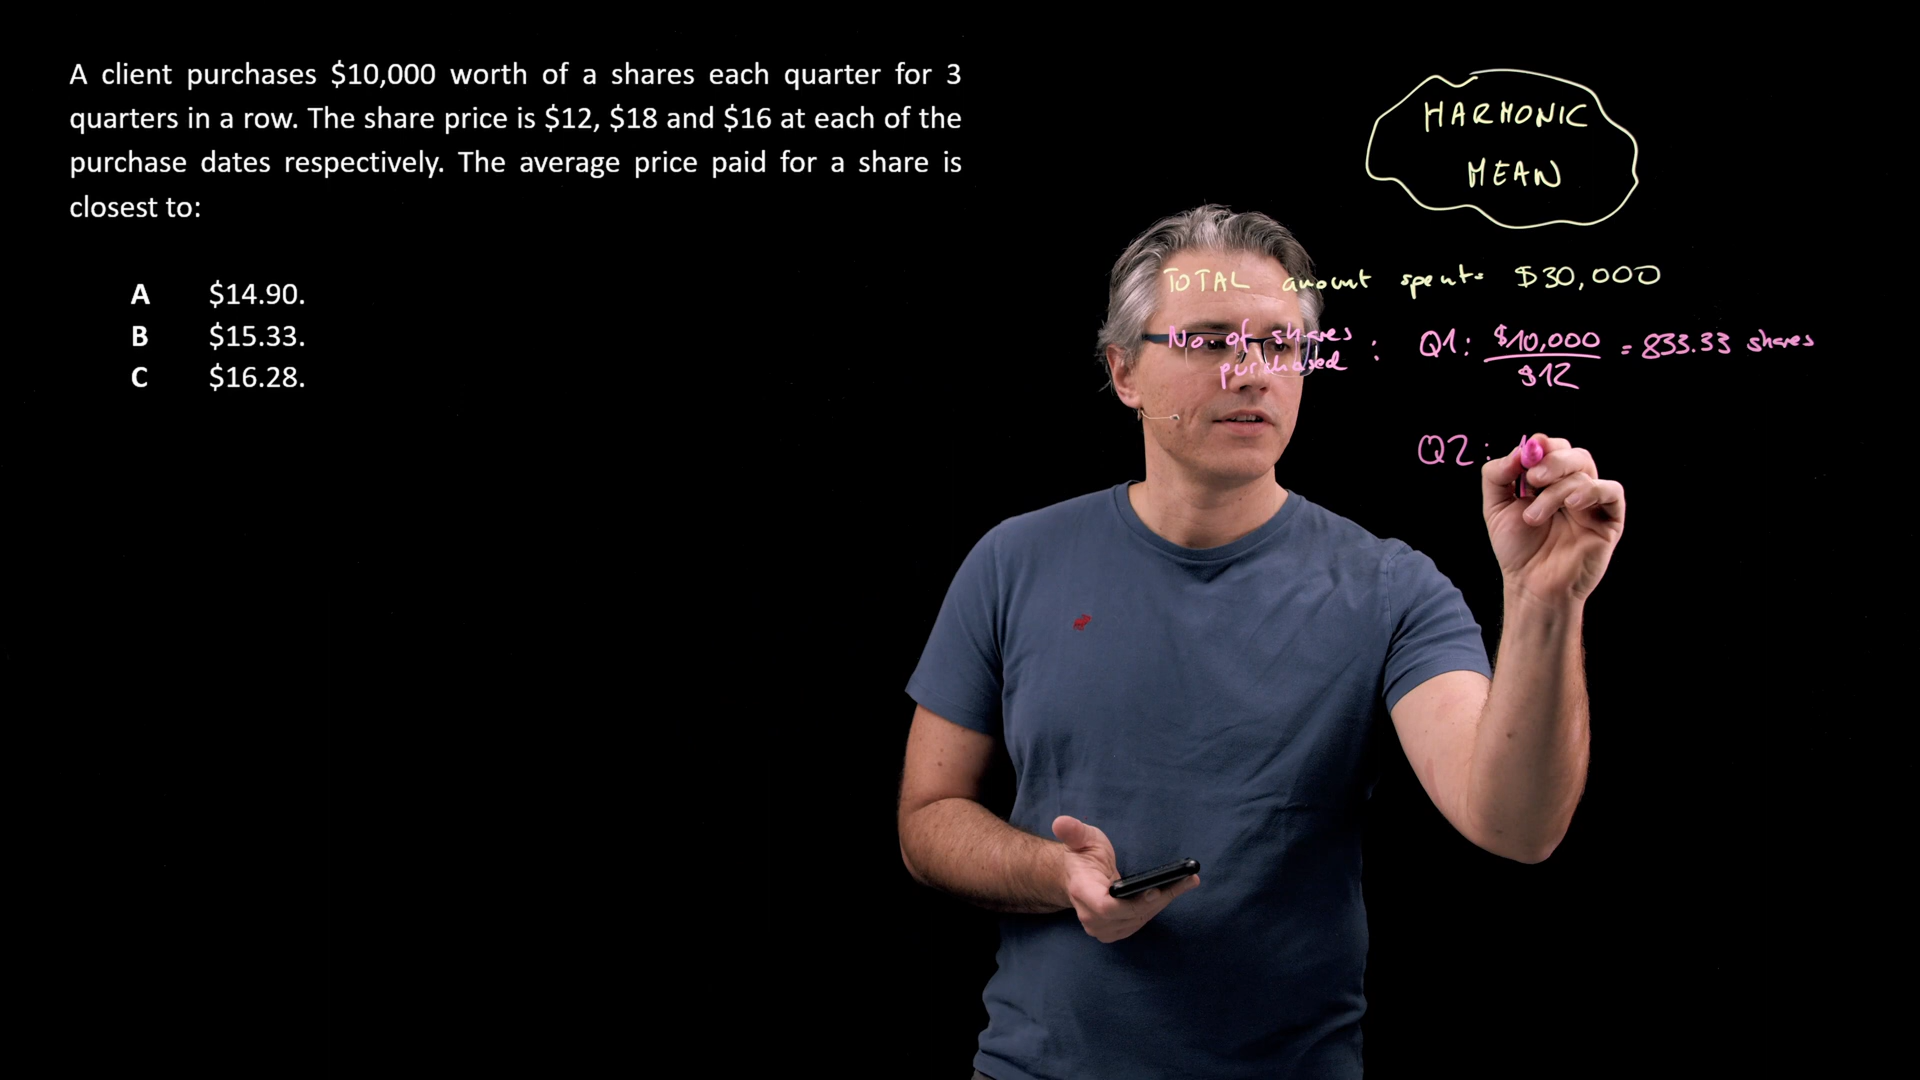 A client purchases $10,000 worth of a shares each quarter for 3
quarters in a row. The share price is $12, $18 and $16 at each of the
purchase dates respectively. The average price paid for a share is
closest to:
A $14.90.
B $15.33.
C $16.28.
HARMONIC
MEAN
TOTAL amount spent: $30,000
No. of shares
purchased : Q1: $10,000 = 833.33 shares
$12
Q2: